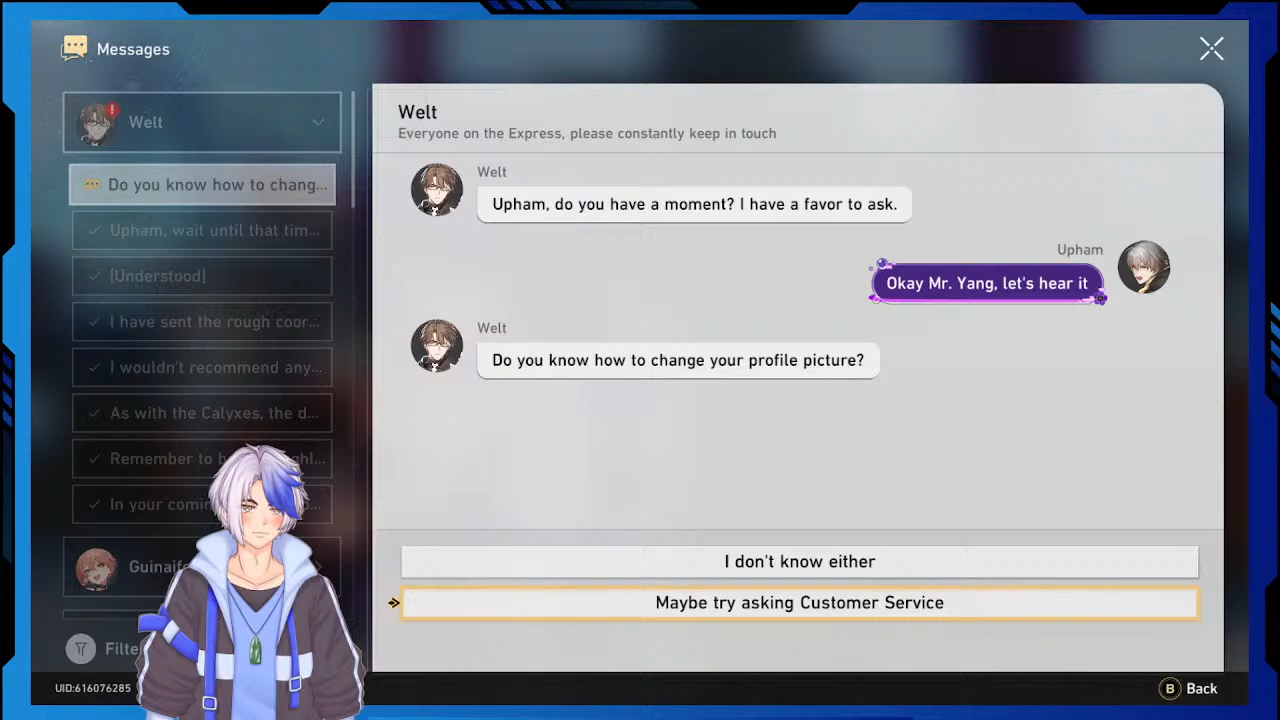 Messages
Welt
Do you know how to chang...
Upham, wait until that tim...
[Understood]
I have sent the rough coor...
I wouldn't recommend any...
As with the Calyxes, the d...
Remember to
In your
Guinaife
Filte
UID:616076285
Welt
Everyone on the Express, please constantly keep in touch
Welt
Upham, do you have a moment? I have a favor to ask.
Upham
Okay Mr. Yang, let's hear it
Welt
Do you know how to change your profile picture?
I don't know either
Maybe try asking Customer Service
B Back